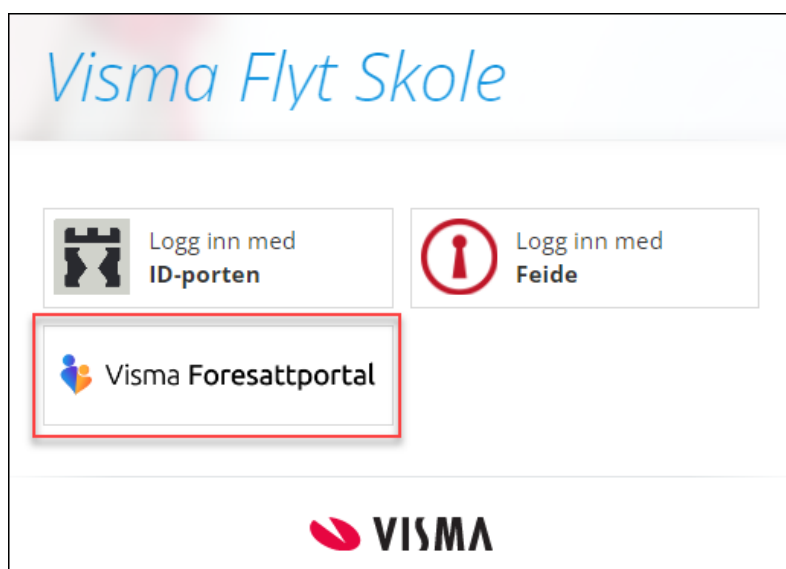 Visma Flyt Skole
Logg inn med
ID-porten
Logg inn med
Feide
Visma Foresattportal
VISMA